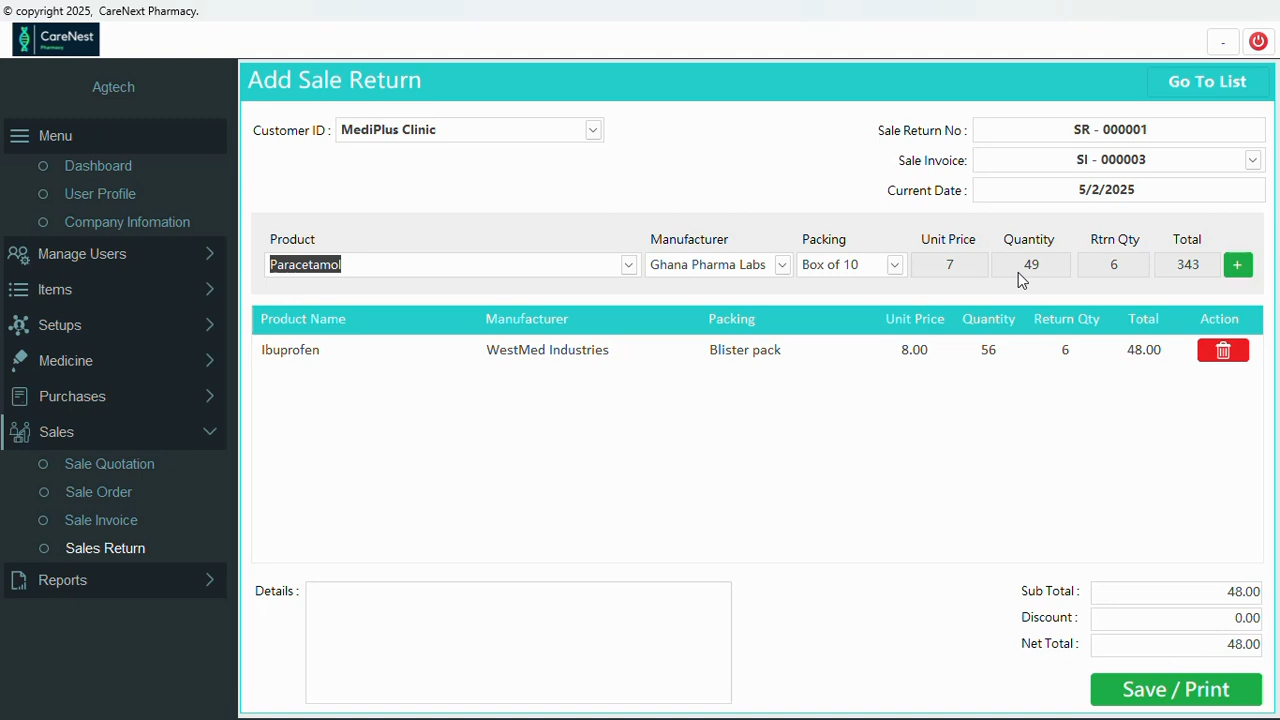 © copyright 2025,  CareNext Pharmacy.
CareNest
Pharmacy
-
Agtech
Add Sale Return
Go To List
Menu
Dashboard
User Profile
Company Infomation
Manage Users
Items
Setups
Medicine
Purchases
Sales
Sale Quotation
Sale Order
Sale Invoice
Sales Return
Reports
Customer ID : MediPlus Clinic
Sale Return No : SR - 000001
Sale Invoice: SI - 000003
Current Date : 5/2/2025
Product Manufacturer Packing Unit Price Quantity Rtrn Qty Total
Paracetamol Ghana Pharma Labs Box of 10 7 49 6 343 +
Product Name Manufacturer Packing Unit Price Quantity Return Qty Total Action
Ibuprofen WestMed Industries Blister pack 8.00 56 6 48.00
Details :
Sub Total : 48.00
Discount : 0.00
Net Total : 48.00
Save / Print